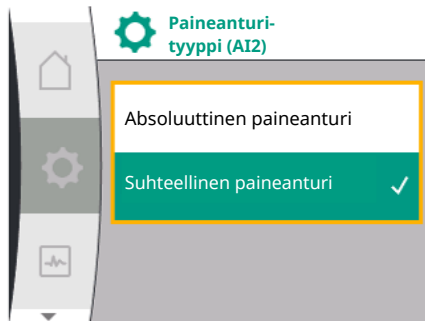 Paineanturi-
tyyppi (AI2)
Absoluuttinen paineanturi
Suhteellinen paineanturi